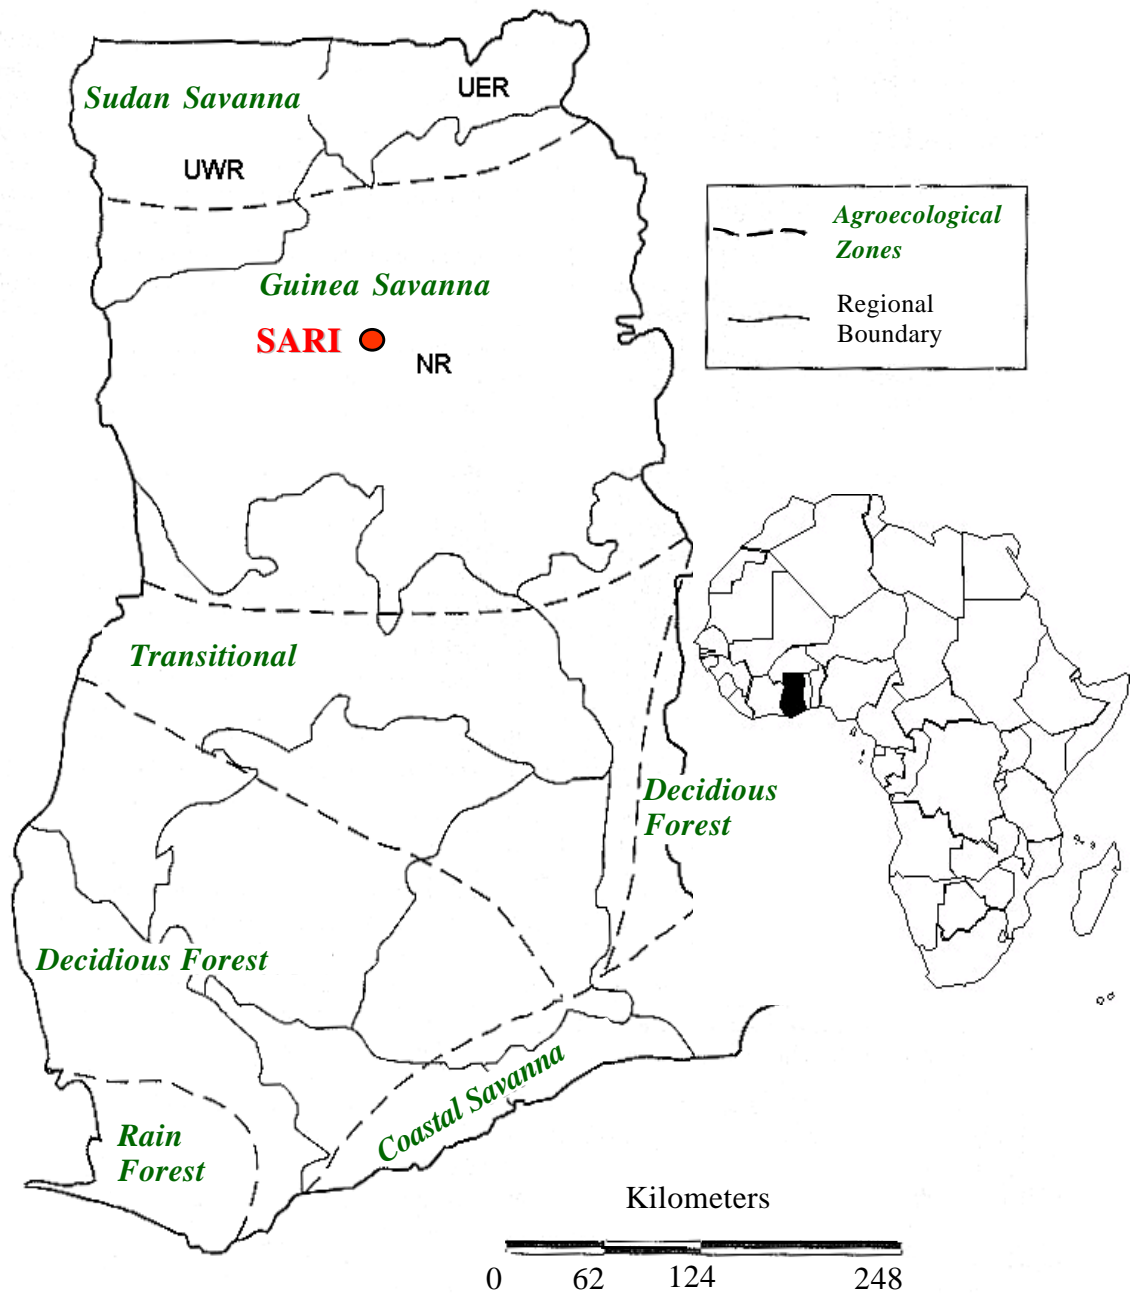 UER
Sudan Savanna
UWR
Agroecological
Zones
Guinea Savanna
Regional
Boundary
SARI
NR
Transitional
Decidious
Forest
Decidious Forest
Coastal Savanna
Rain
Forest
Kilometers
0 62 124 248